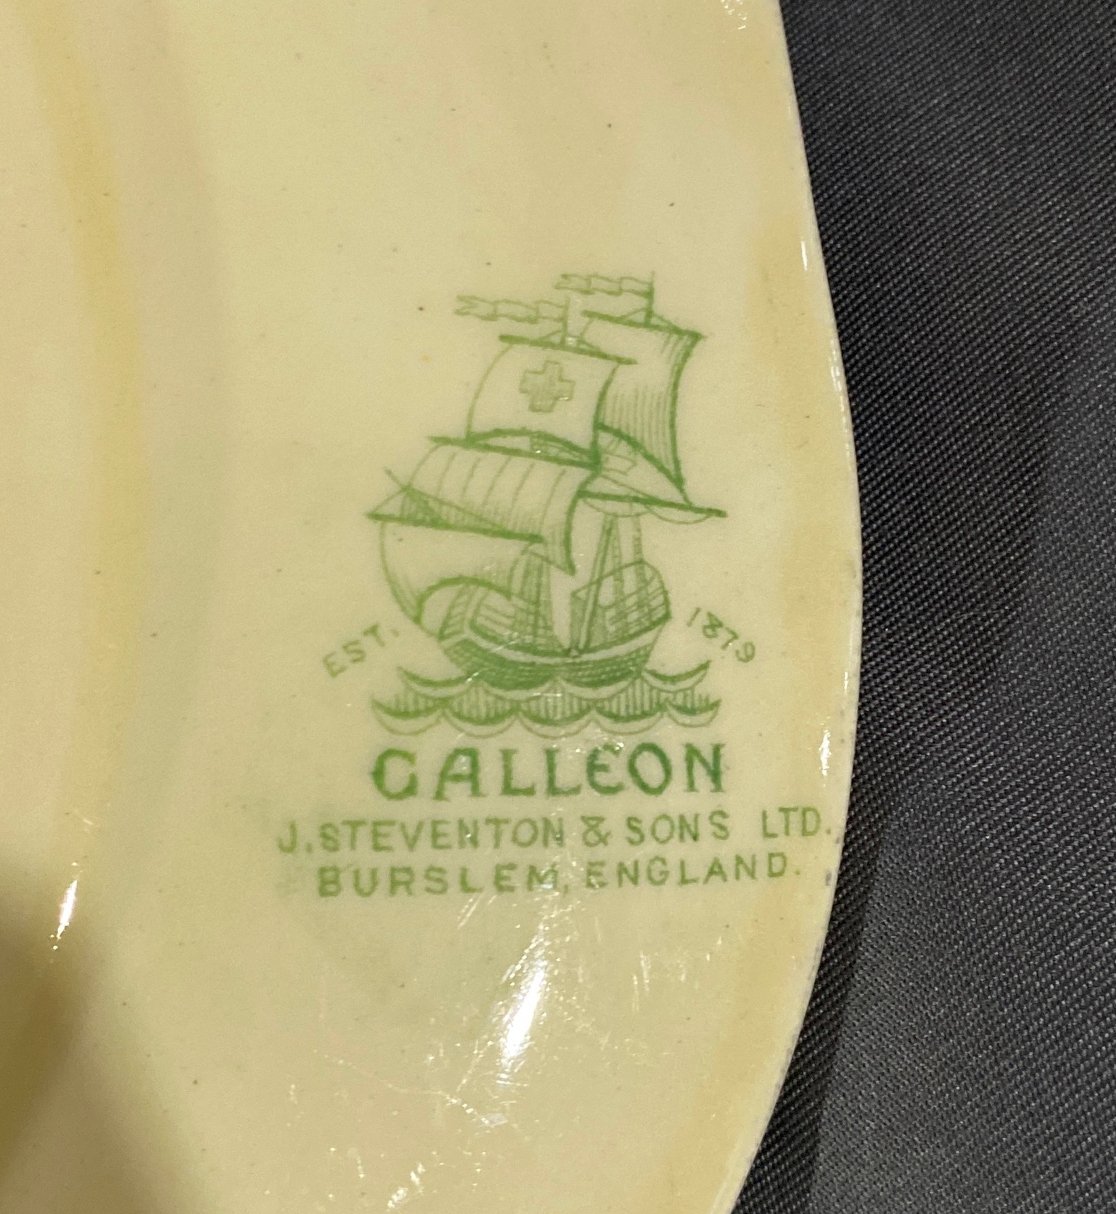 EST. 1879
GALLEON
J. STEVENTON & SONS LTD.
BURSLEM, ENGLAND.